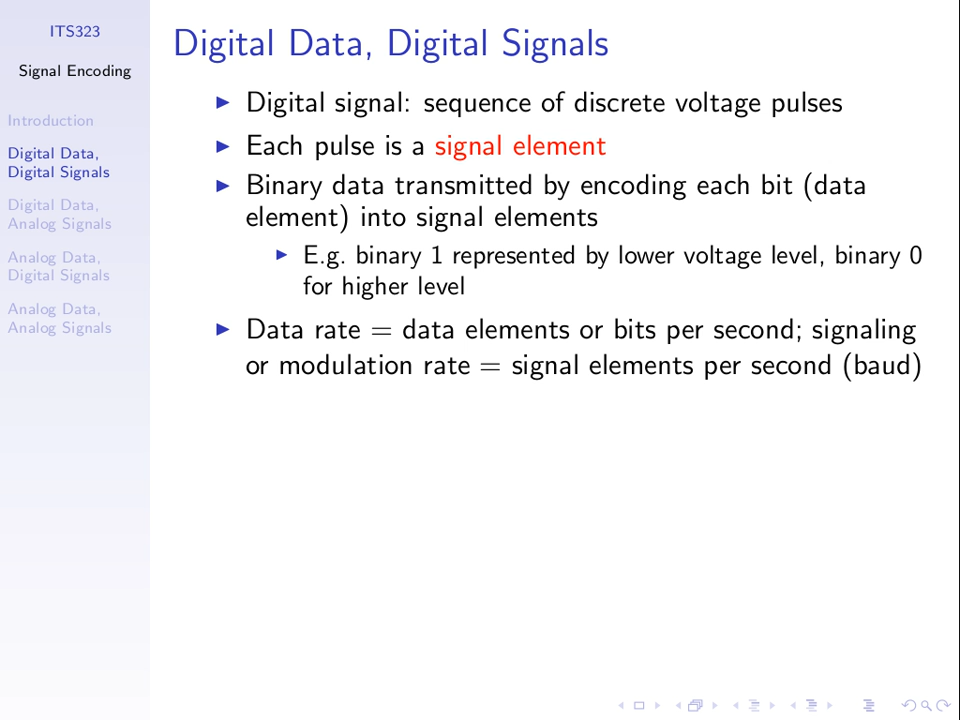 ITS323
Signal Encoding
Introduction
Digital Data,
Digital Signals
Digital Data,
Analog Signals
Analog Data,
Digital Signals
Analog Data,
Analog Signals
Digital Data, Digital Signals
Digital signal: sequence of discrete voltage pulses
Each pulse is a signal element
Binary data transmitted by encoding each bit (data
element) into signal elements
E.g. binary 1 represented by lower voltage level, binary 0
for higher level
Data rate = data elements or bits per second; signaling
or modulation rate = signal elements per second (baud)